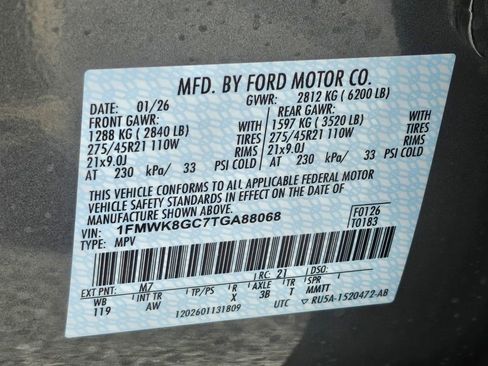 MFD. BY FORD MOTOR CO.
DATE: 01/26 GVWR: 2812 KG ( 6200 LB)
FRONT GAWR: REAR GAWR:
1288 KG ( 2840 LB) WITH 1597 KG ( 3520 LB) WITH
275/45R21 110W TIRES 275/45R21 110W TIRES
21x9.0J RIMS 21x9.0J RIMS
AT 230 kPa/ 33 PSI COLD AT 230 kPa/ 33 PSI COLD
THIS VEHICLE CONFORMS TO ALL APPLICABLE FEDERAL MOTOR
VEHICLE SAFETY STANDARDS IN EFFECT ON THE DATE OF
MANUFACTURE SHOWN ABOVE.
VIN: 1FMWK8GC7TGA88068 F0126
TYPE: MPV T0183
EXT PNT: M7 RC: 21 DSO:
WB INT TR TP/PS R AXLE TR SPR
119 AW X 3B T MMTT
1202601131809 UTC ▽ RU5A-1520472-AB